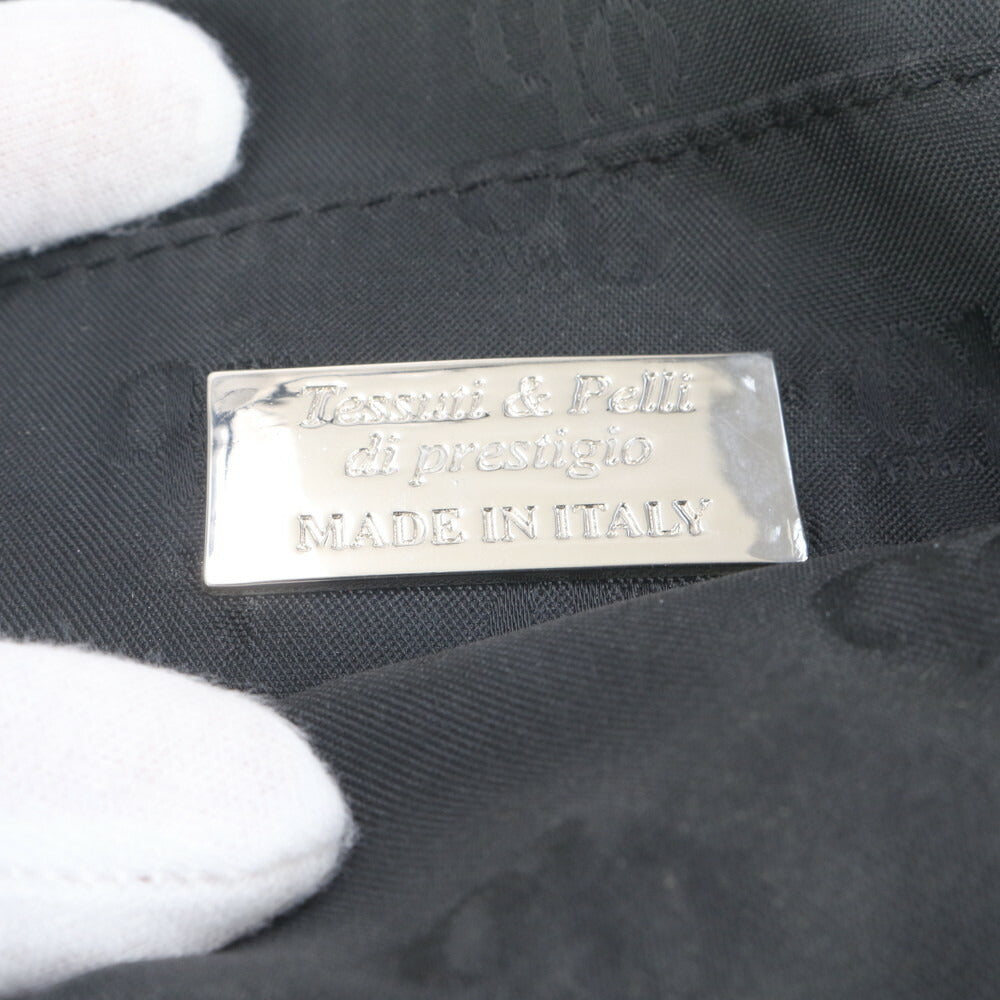 Tessuti & Pelli
di prestigio
MADE IN ITALY